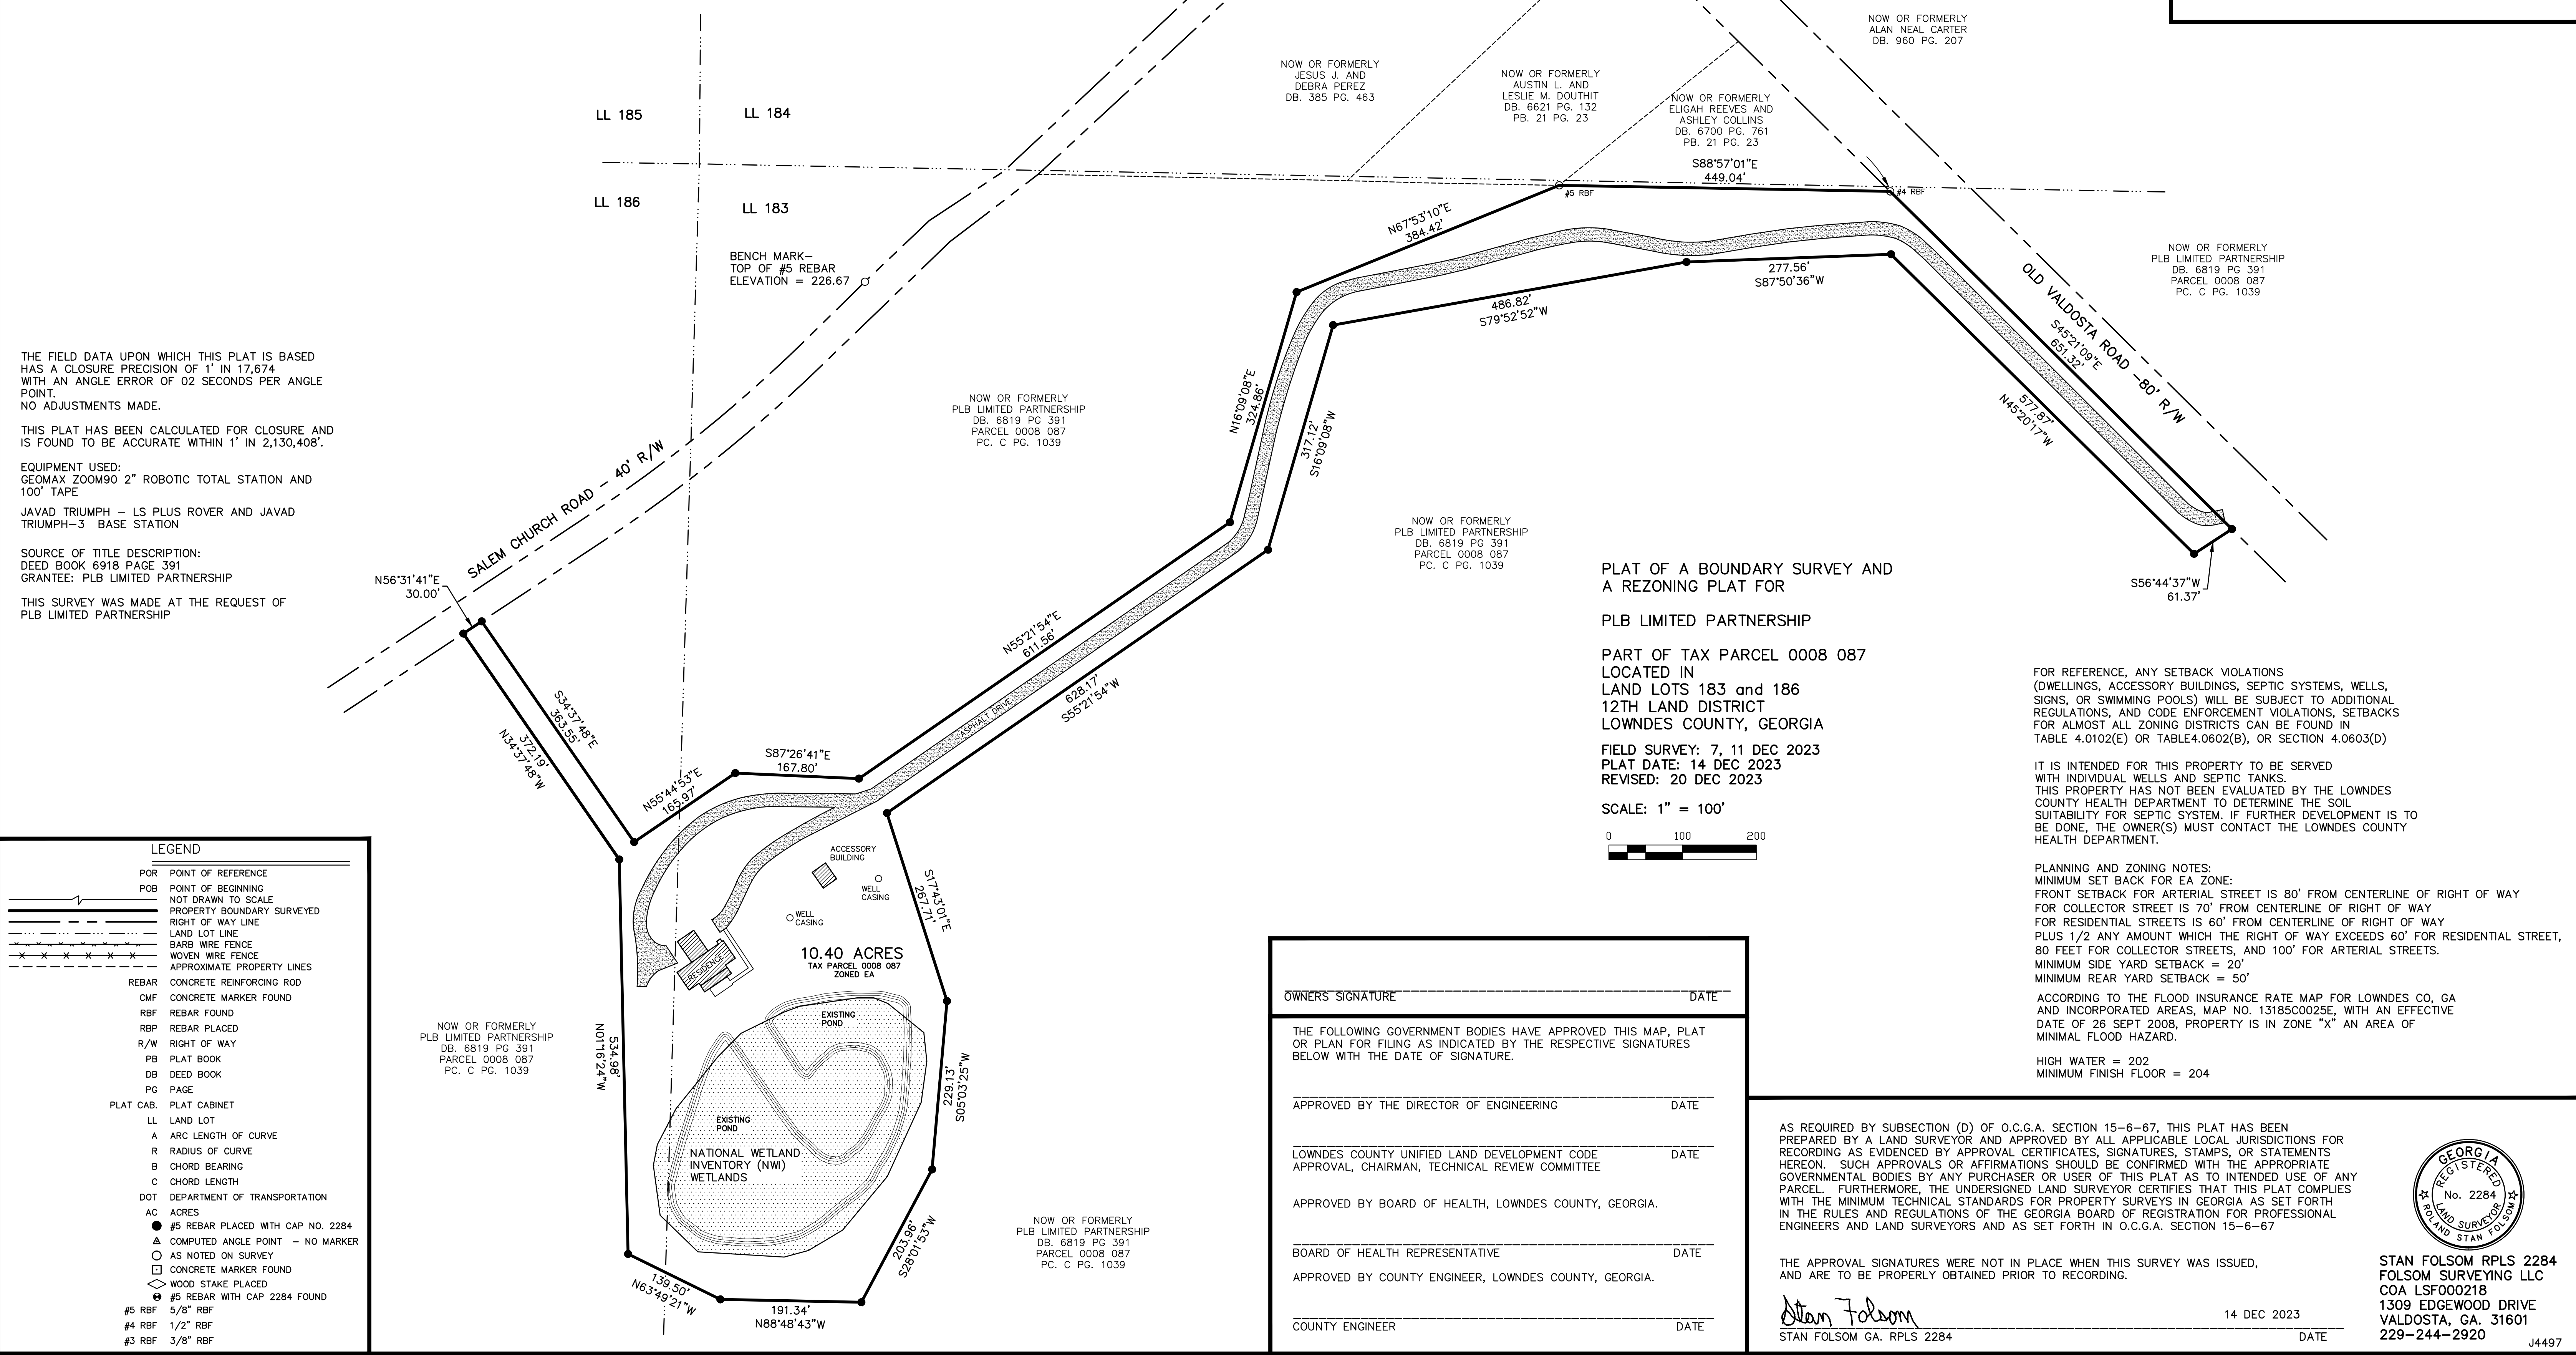 NOW OR FORMERLY
ALAN NEAL CARTER
DB. 960 PG. 207
NOW OR FORMERLY
JESUS J. AND
DEBRA PEREZ
DB. 385 PG. 463
NOW OR FORMERLY
AUSTIN L. AND
LESLIE M. DOUTHIT
DB. 6621 PG. 132
PB. 21 PG. 23
NOW OR FORMERLY
ELIGAH REEVES AND
ASHLEY COLLINS
DB. 6700 PG. 761
PB. 21 PG. 23
LL 185
LL 184
LL 186
LL 183
S88°57'01"E
449.04'
#5 RBF
#4 RBF
N67°53'10"E
384.42'
BENCH MARK-
TOP OF #5 REBAR
ELEVATION = 226.67
277.56'
S87°50'36"W
486.82'
S79°52'52"W
OLD VALDOSTA ROAD -80' R/W
S45°21'09"E
651.32'
577.87'
N45°20'17"W
NOW OR FORMERLY
PLB LIMITED PARTNERSHIP
DB. 6819 PG 391
PARCEL 0008 087
PC. C PG. 1039
THE FIELD DATA UPON WHICH THIS PLAT IS BASED
HAS A CLOSURE PRECISION OF 1' IN 17,674
WITH AN ANGLE ERROR OF 02 SECONDS PER ANGLE
POINT.
NO ADJUSTMENTS MADE.
THIS PLAT HAS BEEN CALCULATED FOR CLOSURE AND
IS FOUND TO BE ACCURATE WITHIN 1' IN 2,130,408'.
EQUIPMENT USED:
GEOMAX ZOOM90 2" ROBOTIC TOTAL STATION AND
100' TAPE
JAVAD TRIUMPH - LS PLUS ROVER AND JAVAD
TRIUMPH-3 BASE STATION
SOURCE OF TITLE DESCRIPTION:
DEED BOOK 6918 PAGE 391
GRANTEE: PLB LIMITED PARTNERSHIP
THIS SURVEY WAS MADE AT THE REQUEST OF
PLB LIMITED PARTNERSHIP
NOW OR FORMERLY
PLB LIMITED PARTNERSHIP
DB. 6819 PG 391
PARCEL 0008 087
PC. C PG. 1039
N16°09'08"E
324.86'
317.12'
S16°09'08"W
SALEM CHURCH ROAD - 40' R/W
N56°31'41"E
30.00'
NOW OR FORMERLY
PLB LIMITED PARTNERSHIP
DB. 6819 PG 391
PARCEL 0008 087
PC. C PG. 1039
S56°44'37"W
61.37'
N55°21'54"E
611.56'
628.17'
S55°21'54"W
ASPHALT DRIVE
S34°37'48"E
363.55'
372.19'
N34°37'48"W
S87°26'41"E
167.80'
N55°44'53"E
165.97'
PLAT OF A BOUNDARY SURVEY AND
A REZONING PLAT FOR
PLB LIMITED PARTNERSHIP
PART OF TAX PARCEL 0008 087
LOCATED IN
LAND LOTS 183 and 186
12TH LAND DISTRICT
LOWNDES COUNTY, GEORGIA
FIELD SURVEY: 7, 11 DEC 2023
PLAT DATE: 14 DEC 2023
REVISED: 20 DEC 2023
SCALE: 1" = 100'
0 100 200
FOR REFERENCE, ANY SETBACK VIOLATIONS
(DWELLINGS, ACCESSORY BUILDINGS, SEPTIC SYSTEMS, WELLS,
SIGNS, OR SWIMMING POOLS) WILL BE SUBJECT TO ADDITIONAL
REGULATIONS, AND CODE ENFORCEMENT VIOLATIONS, SETBACKS
FOR ALMOST ALL ZONING DISTRICTS CAN BE FOUND IN
TABLE 4.0102(E) OR TABLE4.0602(B), OR SECTION 4.0603(D)
IT IS INTENDED FOR THIS PROPERTY TO BE SERVED
WITH INDIVIDUAL WELLS AND SEPTIC TANKS.
THIS PROPERTY HAS NOT BEEN EVALUATED BY THE LOWNDES
COUNTY HEALTH DEPARTMENT TO DETERMINE THE SOIL
SUITABILITY FOR SEPTIC SYSTEM. IF FURTHER DEVELOPMENT IS TO
BE DONE, THE OWNER(S) MUST CONTACT THE LOWNDES COUNTY
HEALTH DEPARTMENT.
PLANNING AND ZONING NOTES:
MINIMUM SET BACK FOR EA ZONE:
FRONT SETBACK FOR ARTERIAL STREET IS 80' FROM CENTERLINE OF RIGHT OF WAY
FOR COLLECTOR STREET IS 70' FROM CENTERLINE OF RIGHT OF WAY
FOR RESIDENTIAL STREETS IS 60' FROM CENTERLINE OF RIGHT OF WAY
PLUS 1/2 ANY AMOUNT WHICH THE RIGHT OF WAY EXCEEDS 60' FOR RESIDENTIAL STREET,
80 FEET FOR COLLECTOR STREETS, AND 100' FOR ARTERIAL STREETS.
MINIMUM SIDE YARD SETBACK = 20'
MINIMUM REAR YARD SETBACK = 50'
ACCORDING TO THE FLOOD INSURANCE RATE MAP FOR LOWNDES CO, GA
AND INCORPORATED AREAS, MAP NO. 13185C0025E, WITH AN EFFECTIVE
DATE OF 26 SEPT 2008, PROPERTY IS IN ZONE "X" AN AREA OF
MINIMAL FLOOD HAZARD.
HIGH WATER = 202
MINIMUM FINISH FLOOR = 204
LEGEND
POR POINT OF REFERENCE
POB POINT OF BEGINNING
NOT DRAWN TO SCALE
PROPERTY BOUNDARY SURVEYED
RIGHT OF WAY LINE
LAND LOT LINE
BARB WIRE FENCE
WOVEN WIRE FENCE
APPROXIMATE PROPERTY LINES
REBAR CONCRETE REINFORCING ROD
CMF CONCRETE MARKER FOUND
RBF REBAR FOUND
RBP REBAR PLACED
R/W RIGHT OF WAY
PB PLAT BOOK
DB DEED BOOK
PG PAGE
PLAT CAB. PLAT CABINET
LL LAND LOT
A ARC LENGTH OF CURVE
R RADIUS OF CURVE
B CHORD BEARING
C CHORD LENGTH
DOT DEPARTMENT OF TRANSPORTATION
AC ACRES
#5 REBAR PLACED WITH CAP NO. 2284
COMPUTED ANGLE POINT - NO MARKER
AS NOTED ON SURVEY
CONCRETE MARKER FOUND
WOOD STAKE PLACED
#5 REBAR WITH CAP 2284 FOUND
#5 RBF 5/8" RBF
#4 RBF 1/2" RBF
#3 RBF 3/8" RBF
ACCESSORY
BUILDING
WELL
CASING
WELL
CASING
S17°43'01"E
267.71'
RESIDENCE
10.40 ACRES
TAX PARCEL 0008 087
ZONED EA
EXISTING
POND
EXISTING
POND
NATIONAL WETLAND
INVENTORY (NWI)
WETLANDS
534.98'
N01°16'24"W
229.13'
S05°03'25"W
203.96'
S28°01'53"W
139.50'
N63°49'21"W
191.34'
N88°48'43"W
NOW OR FORMERLY
PLB LIMITED PARTNERSHIP
DB. 6819 PG 391
PARCEL 0008 087
PC. C PG. 1039
NOW OR FORMERLY
PLB LIMITED PARTNERSHIP
DB. 6819 PG 391
PARCEL 0008 087
PC. C PG. 1039
OWNERS SIGNATURE DATE
THE FOLLOWING GOVERNMENT BODIES HAVE APPROVED THIS MAP, PLAT
OR PLAN FOR FILING AS INDICATED BY THE RESPECTIVE SIGNATURES
BELOW WITH THE DATE OF SIGNATURE.
APPROVED BY THE DIRECTOR OF ENGINEERING DATE
LOWNDES COUNTY UNIFIED LAND DEVELOPMENT CODE DATE
APPROVAL, CHAIRMAN, TECHNICAL REVIEW COMMITTEE
APPROVED BY BOARD OF HEALTH, LOWNDES COUNTY, GEORGIA.
BOARD OF HEALTH REPRESENTATIVE DATE
APPROVED BY COUNTY ENGINEER, LOWNDES COUNTY, GEORGIA.
COUNTY ENGINEER DATE
AS REQUIRED BY SUBSECTION (D) OF O.C.G.A. SECTION 15-6-67, THIS PLAT HAS BEEN
PREPARED BY A LAND SURVEYOR AND APPROVED BY ALL APPLICABLE LOCAL JURISDICTIONS FOR
RECORDING AS EVIDENCED BY APPROVAL CERTIFICATES, SIGNATURES, STAMPS, OR STATEMENTS
HEREON. SUCH APPROVALS OR AFFIRMATIONS SHOULD BE CONFIRMED WITH THE APPROPRIATE
GOVERNMENTAL BODIES BY ANY PURCHASER OR USER OF THIS PLAT AS TO INTENDED USE OF ANY
PARCEL. FURTHERMORE, THE UNDERSIGNED LAND SURVEYOR CERTIFIES THAT THIS PLAT COMPLIES
WITH THE MINIMUM TECHNICAL STANDARDS FOR PROPERTY SURVEYS IN GEORGIA AS SET FORTH
IN THE RULES AND REGULATIONS OF THE GEORGIA BOARD OF REGISTRATION FOR PROFESSIONAL
ENGINEERS AND LAND SURVEYORS AND AS SET FORTH IN O.C.G.A. SECTION 15-6-67
THE APPROVAL SIGNATURES WERE NOT IN PLACE WHEN THIS SURVEY WAS ISSUED,
AND ARE TO BE PROPERLY OBTAINED PRIOR TO RECORDING.
Stan Folsom
14 DEC 2023
STAN FOLSOM GA. RPLS 2284 DATE
GEORGIA
REGISTERED
No. 2284
LAND SURVEYOR
ROLAND STAN FOLSOM
STAN FOLSOM RPLS 2284
FOLSOM SURVEYING LLC
COA LSF000218
1309 EDGEWOOD DRIVE
VALDOSTA, GA. 31601
229-244-2920
J4497